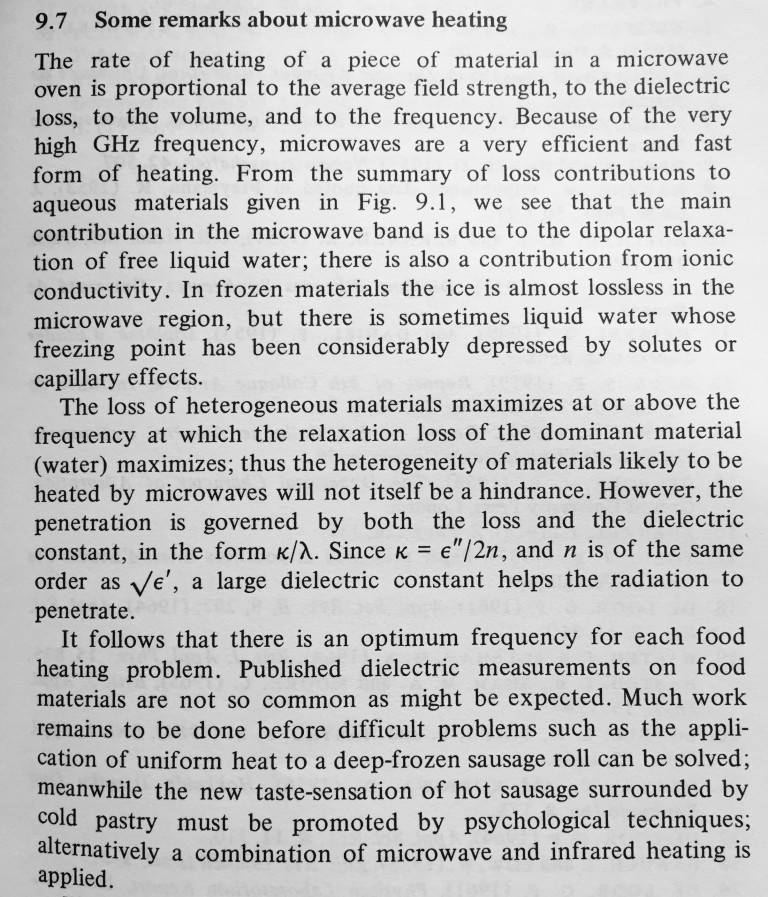 9.7 Some remarks about microwave heating
The rate of heating of a piece of material in a microwave
oven is proportional to the average field strength, to the dielectric
loss, to the volume, and to the frequency. Because of the very
high GHz frequency, microwaves are a very efficient and fast
form of heating. From the summary of loss contributions to
aqueous materials given in Fig. 9.1, we see that the main
contribution in the microwave band is due to the dipolar relaxa-
tion of free liquid water; there is also a contribution from ionic
conductivity. In frozen materials the ice is almost lossless in the
microwave region, but there is sometimes liquid water whose
freezing point has been considerably depressed by solutes or
capillary effects.
The loss of heterogeneous materials maximizes at or above the
frequency at which the relaxation loss of the dominant material
(water) maximizes; thus the heterogeneity of materials likely to be
heated by microwaves will not itself be a hindrance. However, the
penetration is governed by both the loss and the dielectric
constant, in the form κ/λ. Since κ = ϵ″/2n, and n is of the same
order as √ϵ′, a large dielectric constant helps the radiation to
penetrate.
It follows that there is an optimum frequency for each food
heating problem. Published dielectric measurements on food
materials are not so common as might be expected. Much work
remains to be done before difficult problems such as the appli-
cation of uniform heat to a deep-frozen sausage roll can be solved;
meanwhile the new taste-sensation of hot sausage surrounded by
cold pastry must be promoted by psychological techniques;
alternatively a combination of microwave and infrared heating is
applied.